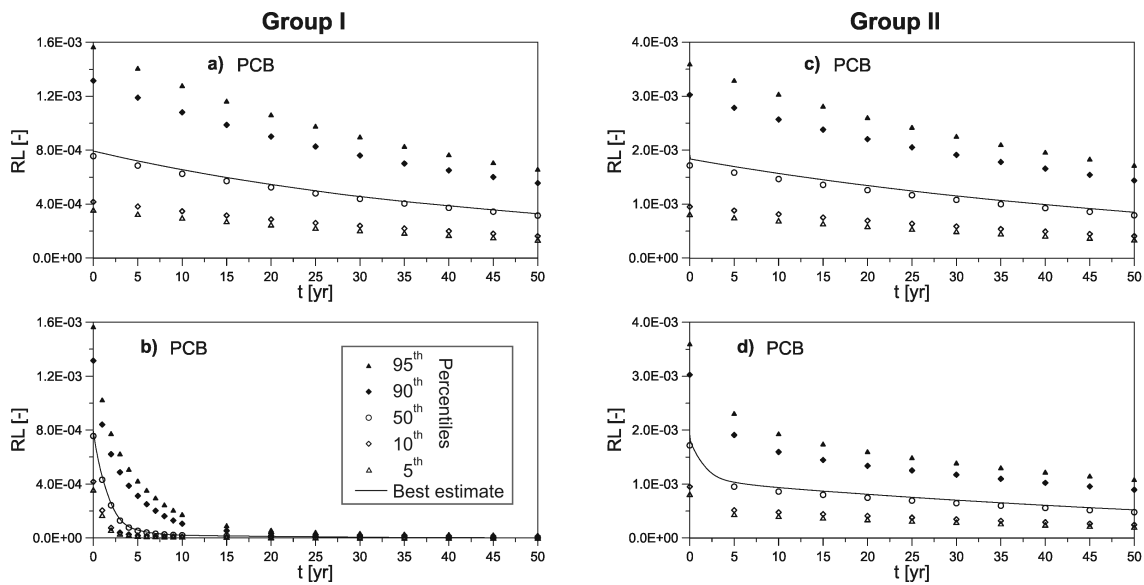 Group I
Group II
1.6E-03
1.2E-03
8.0E-04
4.0E-04
0.0E+00
RL [-]
a) PCB
0 5 10 15 20 25 30 35 40 45 50
t [yr]
4.0E-03
3.0E-03
2.0E-03
1.0E-03
0.0E+00
RL [-]
c) PCB
0 5 10 15 20 25 30 35 40 45 50
t [yr]
1.6E-03
1.2E-03
8.0E-04
4.0E-04
0.0E+00
RL [-]
b) PCB
95th
90th
50th
10th
5th
Percentiles
Best estimate
0 5 10 15 20 25 30 35 40 45 50
t [yr]
4.0E-03
3.0E-03
2.0E-03
1.0E-03
0.0E+00
RL [-]
d) PCB
0 5 10 15 20 25 30 35 40 45 50
t [yr]